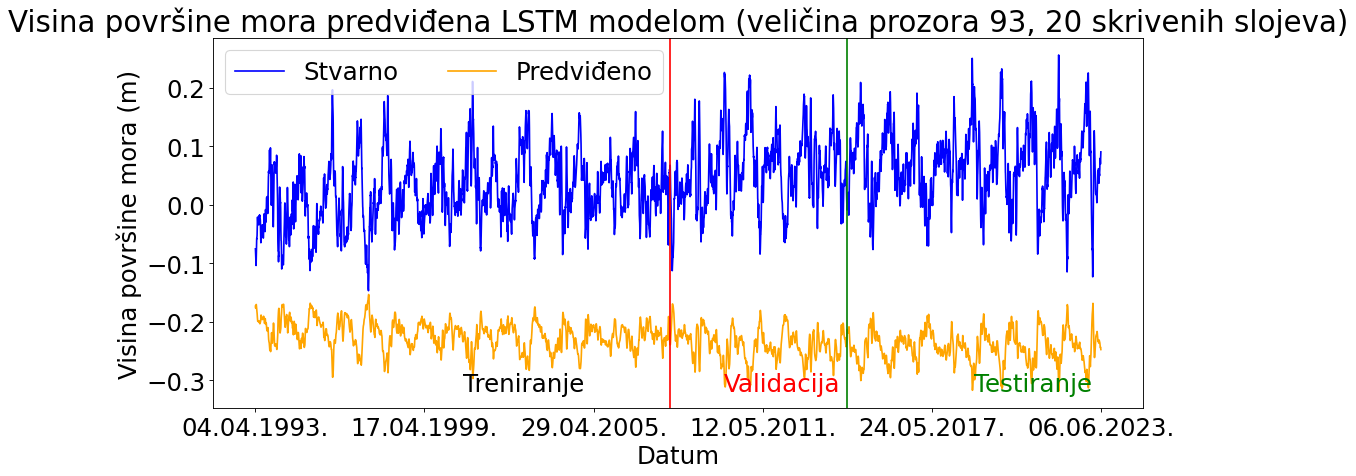 Visina površine mora predviđena LSTM modelom (veličina prozora 93, 20 skrivenih slojeva)
Stvarno
Predviđeno
Visina površine mora (m)
0.2
0.1
0.0
−0.1
−0.2
−0.3
Treniranje
Validacija
Testiranje
04.04.1993.
17.04.1999.
29.04.2005.
12.05.2011.
24.05.2017.
06.06.2023.
Datum